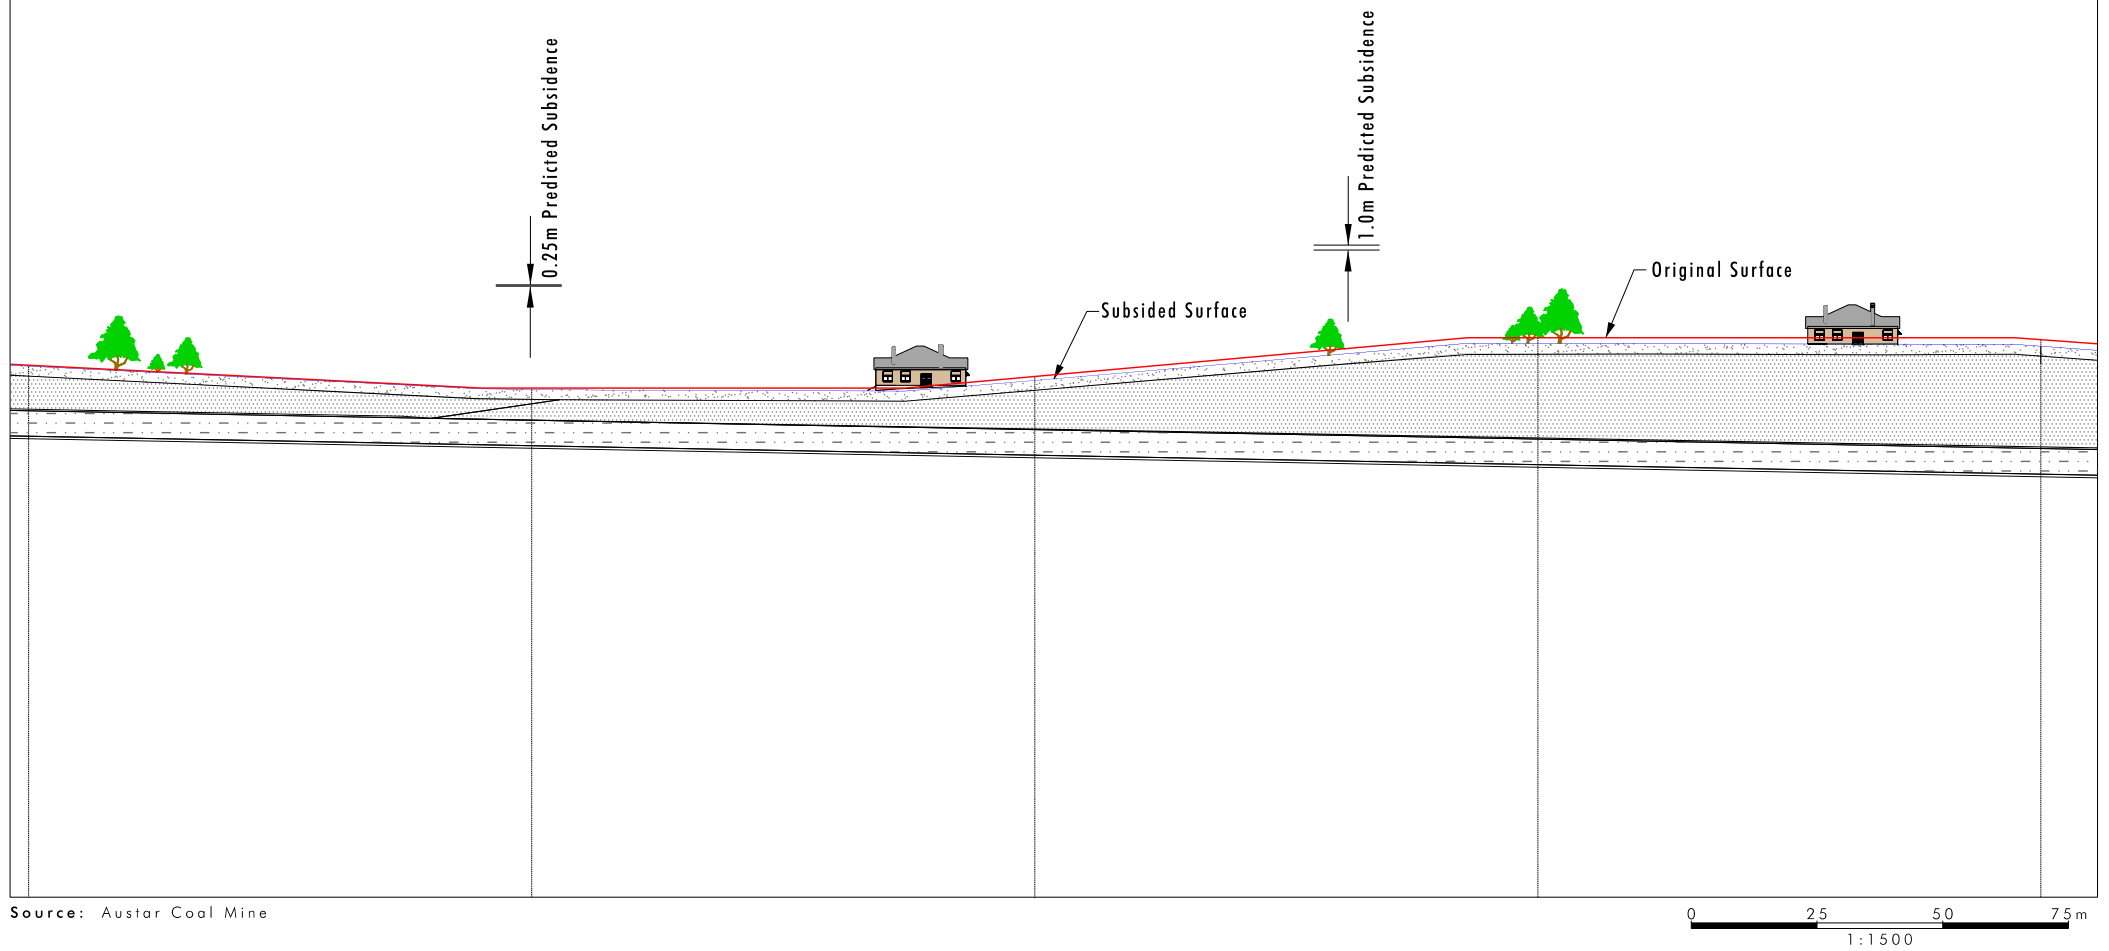 0.25m Predicted Subsidence
1.0m Predicted Subsidence
Original Surface
Subsided Surface
Source: Austar Coal Mine
0 25 50 75m
1:1500